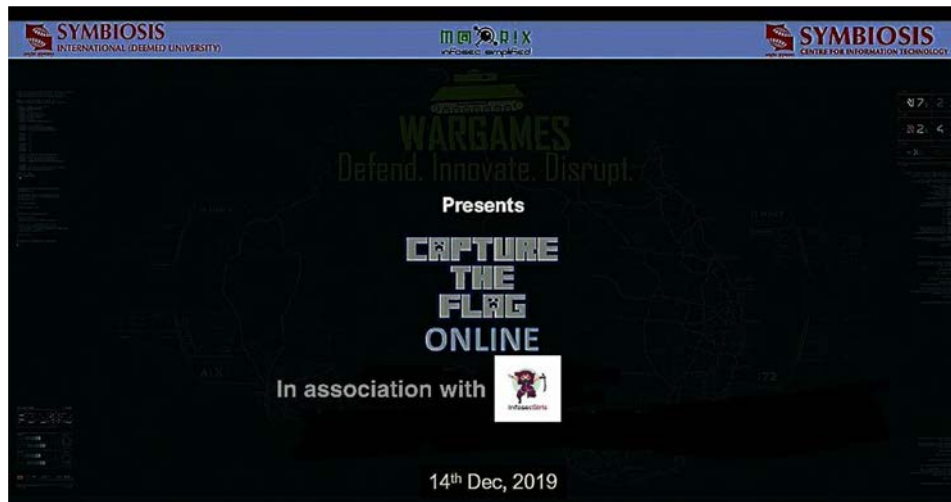 SYMBIOSIS
INTERNATIONAL (DEEMED UNIVERSITY)
infosec simplified
SYMBIOSIS
CENTRE FOR INFORMATION TECHNOLOGY
WARGAMES
Defend. Innovate. Disrupt.
Presents
CAPTURE
THE
FLAG
ONLINE
In association with
InfosecGirls
14th Dec, 2019